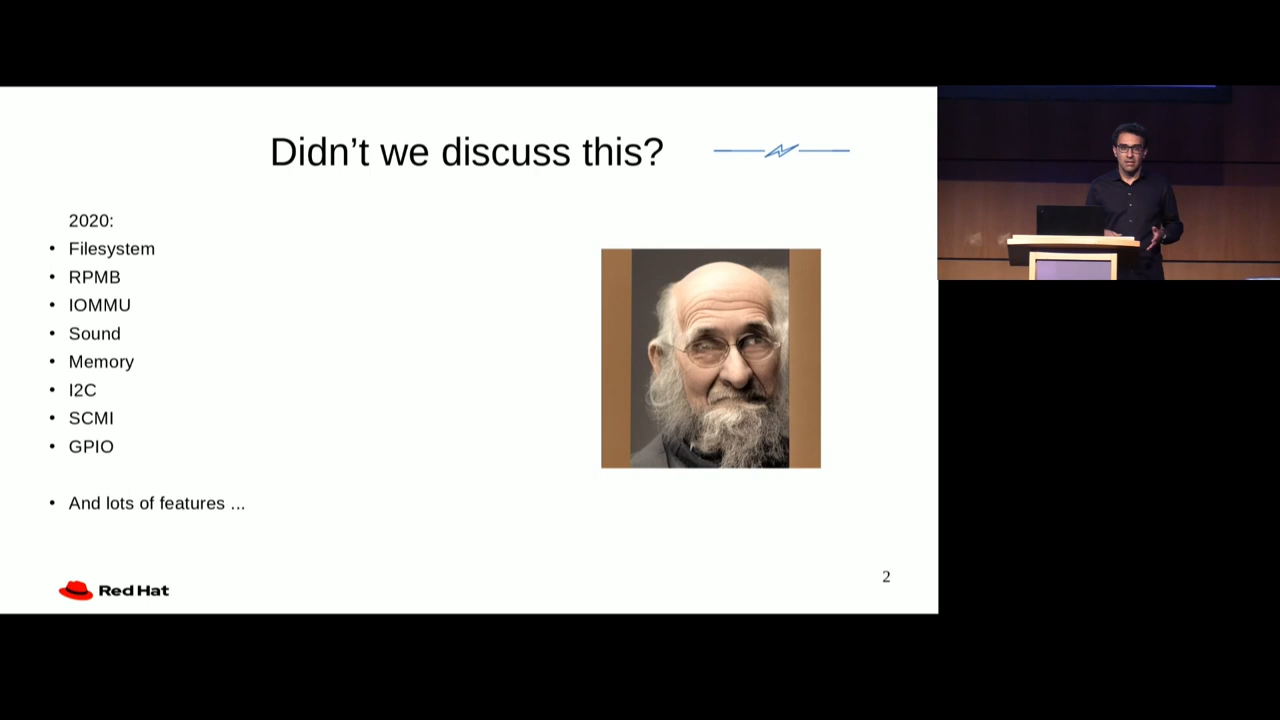 Didn't we discuss this?
2020:
• Filesystem
• RPMB
• IOMMU
• Sound
• Memory
• I2C
• SCMI
• GPIO
• And lots of features ...
Red Hat
2